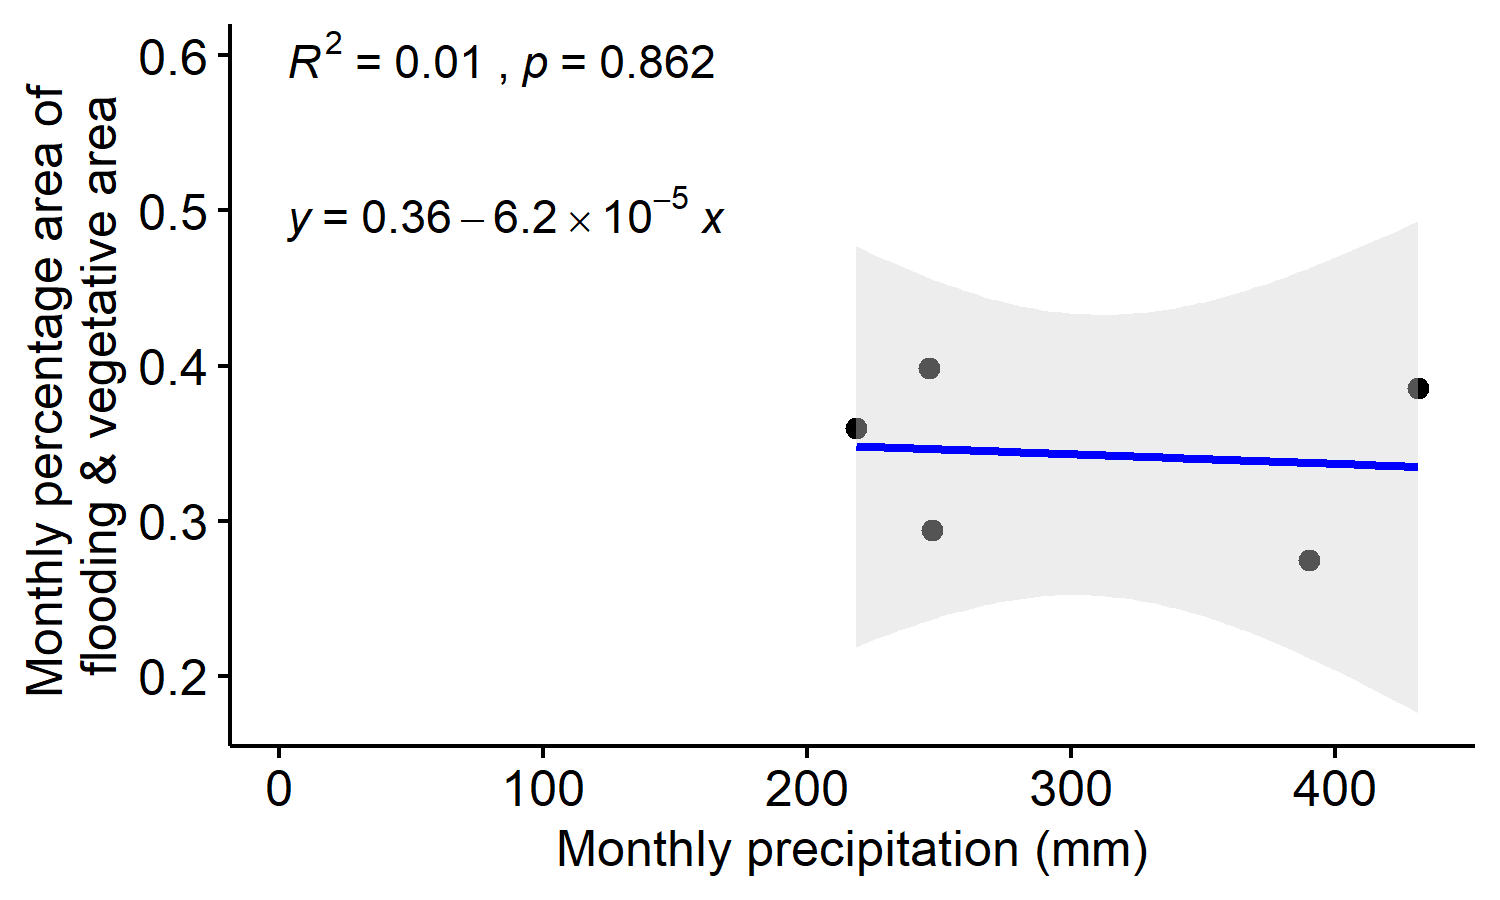 Monthly percentage area of
flooding & vegetative area
0.6
0.5
0.4
0.3
0.2
R² = 0.01 , p = 0.862
y = 0.36 − 6.2 × 10⁻⁵ x
0 100 200 300 400
Monthly precipitation (mm)